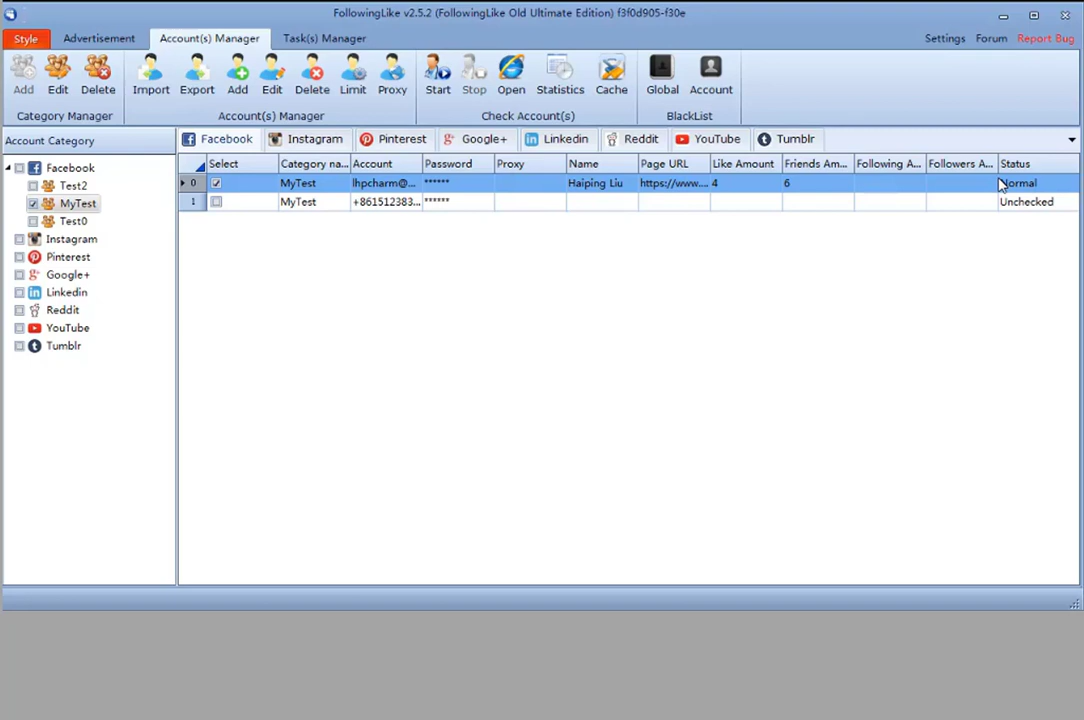 FollowingLike v2.5.2 (FollowingLike Old Ultimate Edition) f3f0d905-f30e
Style Advertisement Account(s) Manager Task(s) Manager Settings Forum Report Bug
Add Edit Delete Import Export Add Edit Delete Limit Proxy Start Stop Open Statistics Cache Global Account
Category Manager Account(s) Manager Check Account(s) BlackList
Account Category Facebook Instagram Pinterest Google+ Linkedin Reddit YouTube Tumblr
Select Category na... Account Password Proxy Name Page URL Like Amount Friends Am... Following A... Followers A... Status
0 MyTest lhpcharm@... ****** Haiping Liu https://www.... 4 6 Normal
1 MyTest +861512383... ****** Unchecked
Facebook
Test2
MyTest
Test0
Instagram
Pinterest
Google+
Linkedin
Reddit
YouTube
Tumblr